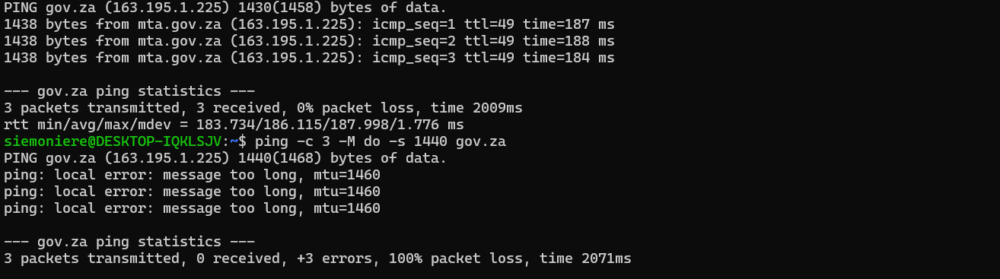 PING gov.za (163.195.1.225) 1430(1458) bytes of data.
1438 bytes from mta.gov.za (163.195.1.225): icmp_seq=1 ttl=49 time=187 ms
1438 bytes from mta.gov.za (163.195.1.225): icmp_seq=2 ttl=49 time=188 ms
1438 bytes from mta.gov.za (163.195.1.225): icmp_seq=3 ttl=49 time=184 ms
--- gov.za ping statistics ---
3 packets transmitted, 3 received, 0% packet loss, time 2009ms
rtt min/avg/max/mdev = 183.734/186.115/187.998/1.776 ms
siemoniere@DESKTOP-IQKLSJV:~$ ping -c 3 -M do -s 1440 gov.za
PING gov.za (163.195.1.225) 1440(1468) bytes of data.
ping: local error: message too long, mtu=1460
ping: local error: message too long, mtu=1460
ping: local error: message too long, mtu=1460
--- gov.za ping statistics ---
3 packets transmitted, 0 received, +3 errors, 100% packet loss, time 2071ms